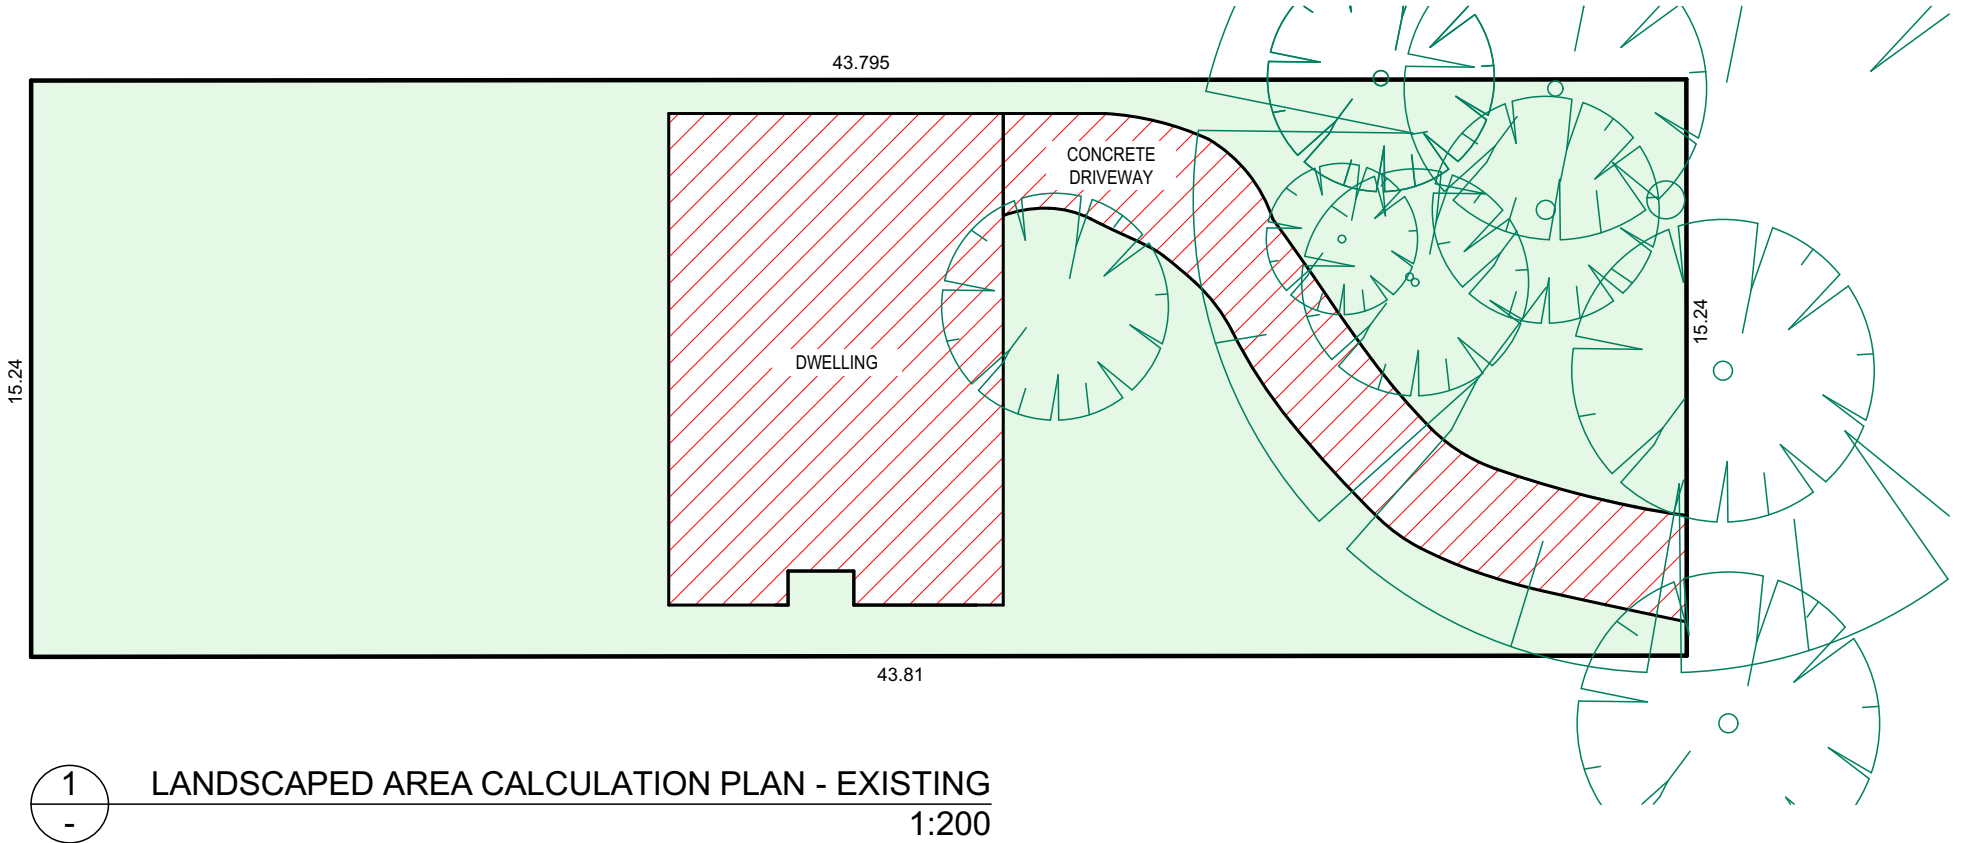 43.795
CONCRETE
DRIVEWAY
15.24
DWELLING
15.24
43.81
1
LANDSCAPED AREA CALCULATION PLAN - EXISTING
-
1:200